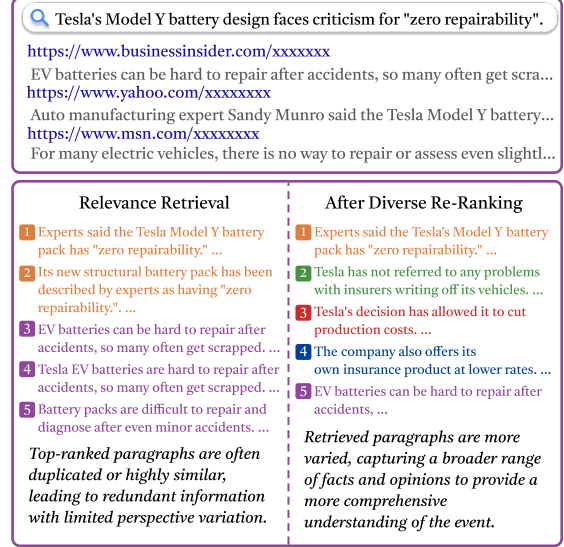 Tesla's Model Y battery design faces criticism for "zero repairability".
https://www.businessinsider.com/xxxxxxx
EV batteries can be hard to repair after accidents, so many often get scra...
https://www.yahoo.com/xxxxxxxx
Auto manufacturing expert Sandy Munro said the Tesla Model Y battery...
https://www.msn.com/xxxxxxxx
For many electric vehicles, there is no way to repair or assess even slightl...
Relevance Retrieval
1 Experts said the Tesla Model Y battery
pack has "zero repairability." ...
2 Its new structural battery pack has been
described by experts as having "zero
repairability.". ...
3 EV batteries can be hard to repair after
accidents, so many often get scrapped. ...
4 Tesla EV batteries are hard to repair after
accidents, so many often get scrapped. ...
5 Battery packs are difficult to repair and
diagnose after even minor accidents. ...
Top-ranked paragraphs are often
duplicated or highly similar,
leading to redundant information
with limited perspective variation.
After Diverse Re-Ranking
1 Experts said the Tesla's Model Y battery
pack has "zero repairability." ...
2 Tesla has not referred to any problems
with insurers writing off its vehicles. ...
3 Tesla's decision has allowed it to cut
production costs. ...
4 The company also offers its
own insurance product at lower rates. ...
5 EV batteries can be hard to repair after
accidents, ...
Retrieved paragraphs are more
varied, capturing a broader range
of facts and opinions to provide a
more comprehensive
understanding of the event.